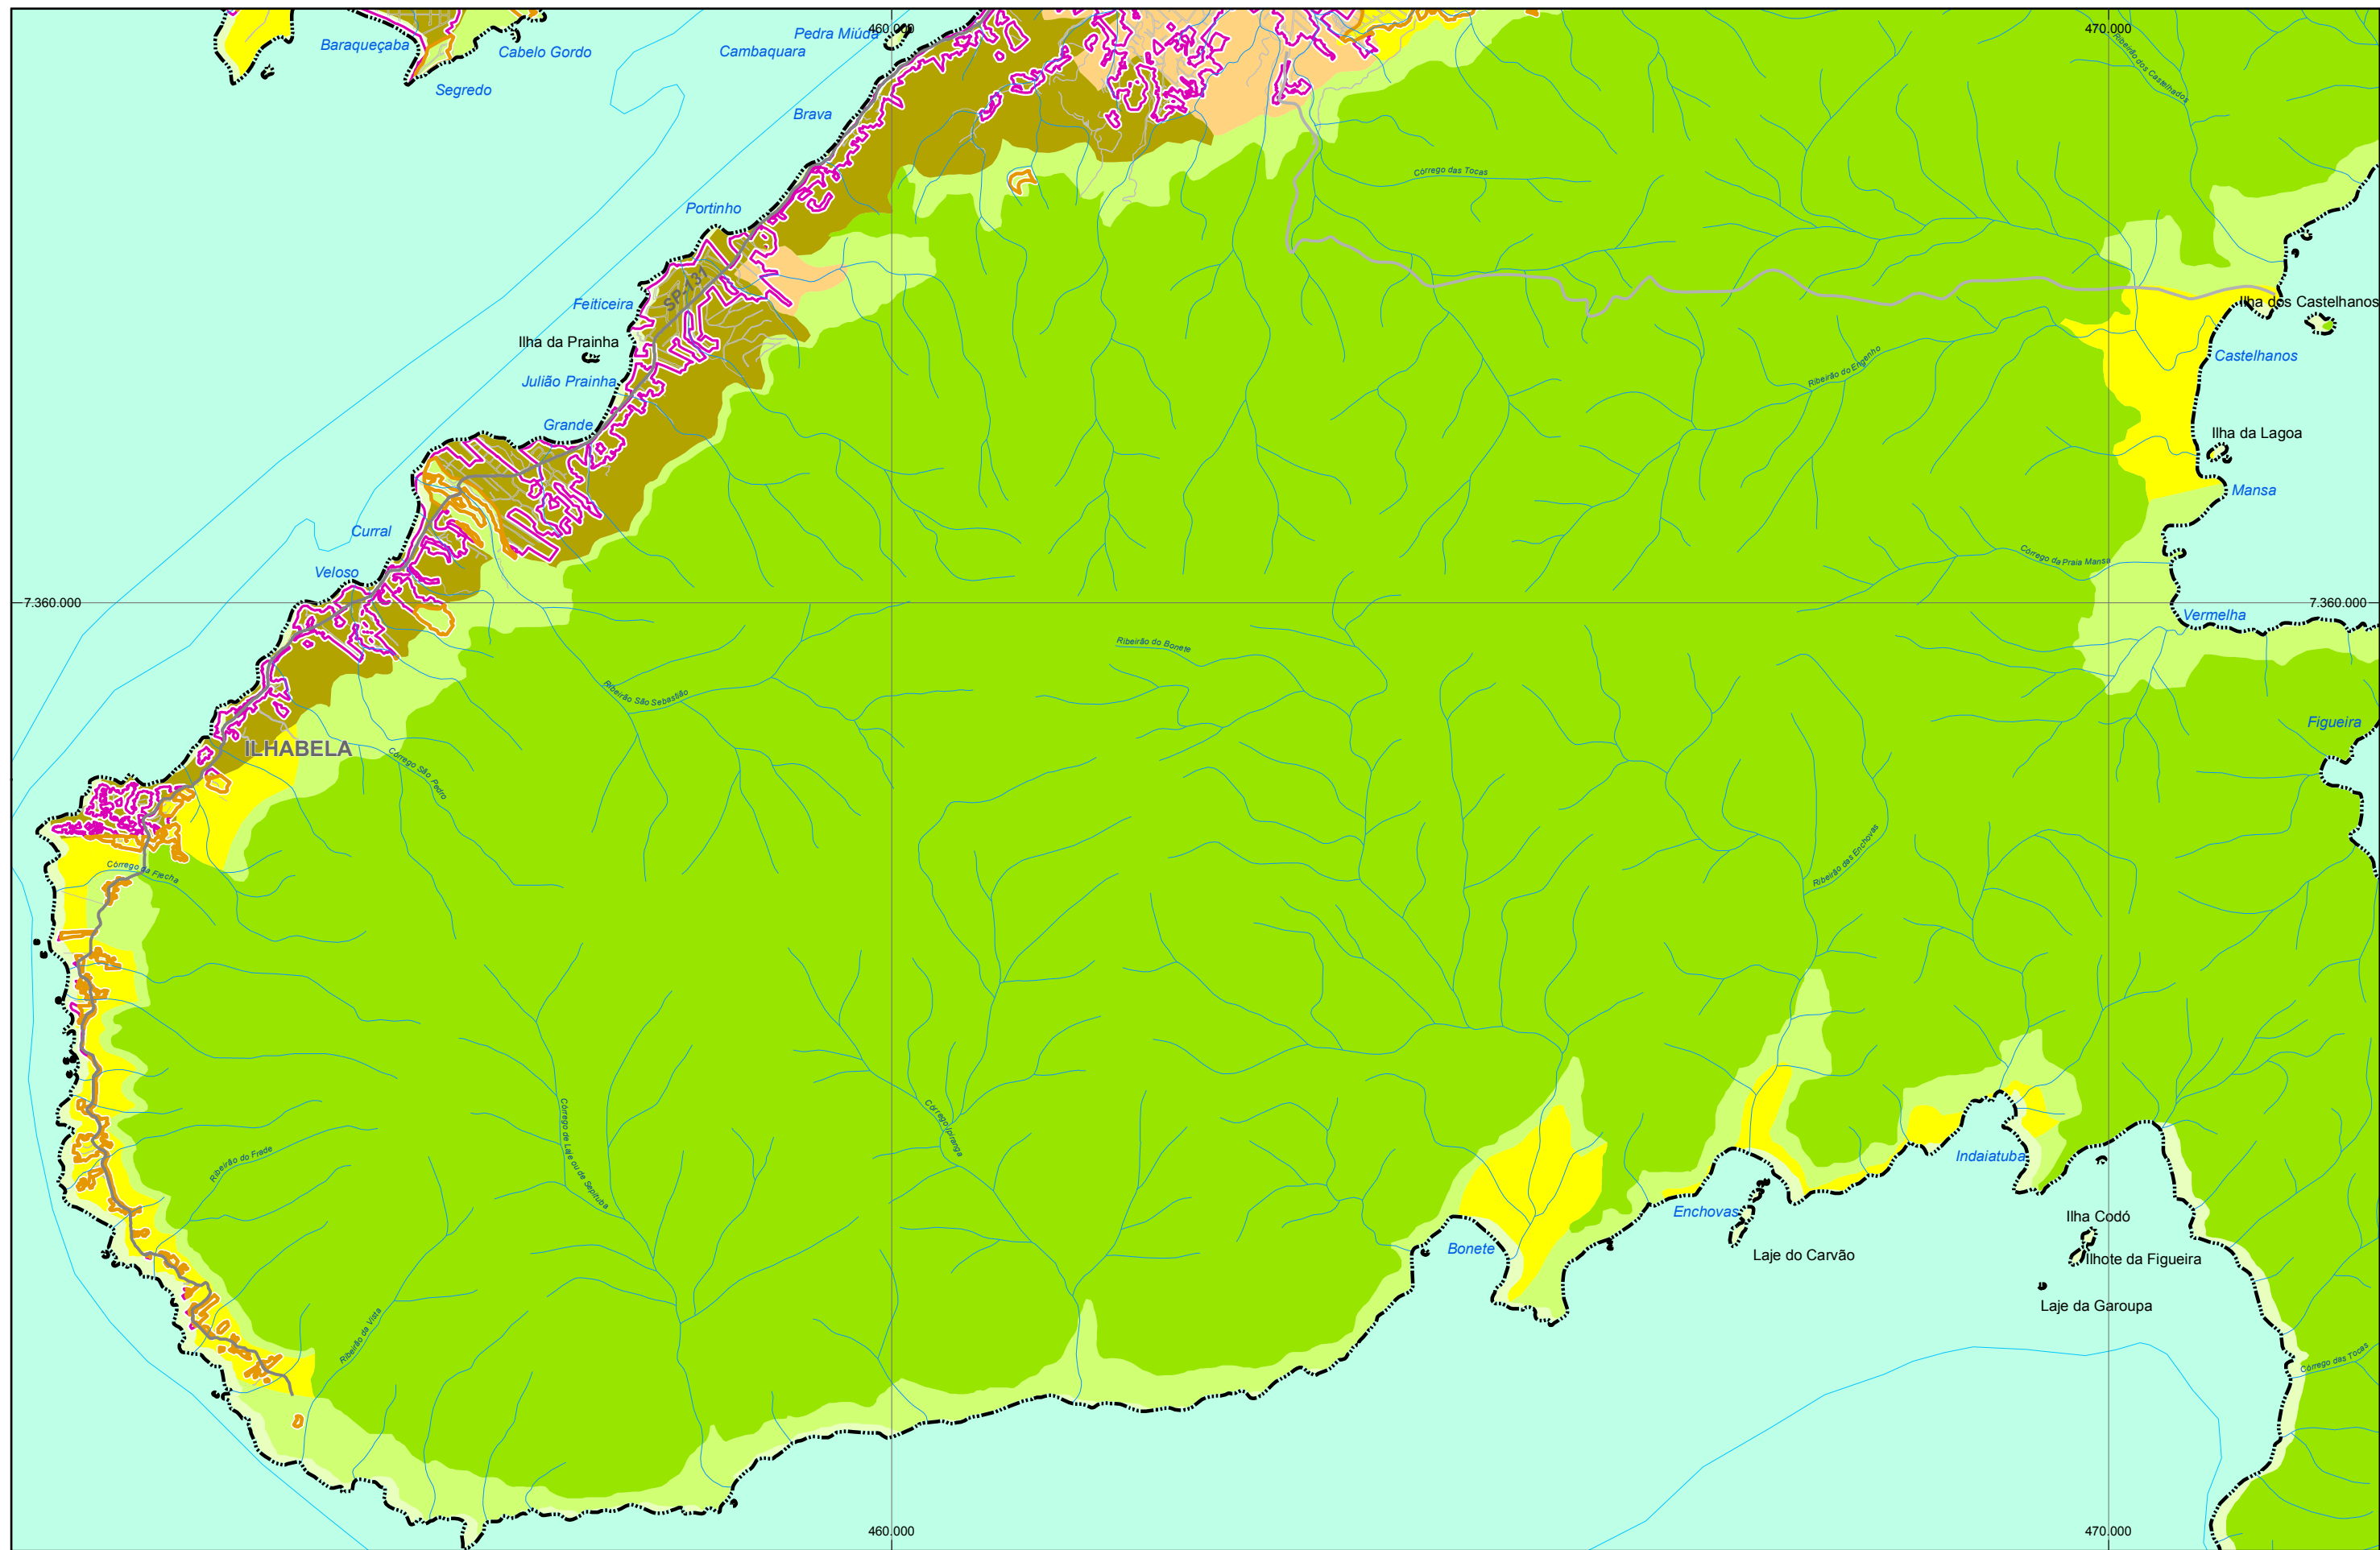 460.000
470.000
Pedra Miúda
Baraqueçaba
Cabelo Gordo
Cambaquara
Ribeirão dos Castelhados
Segredo
Brava
Córrego das Tocas
Portinho
SP-131
Feiticeira
Ilha dos Castelhanos
Ilha da Prainha
Castelhanos
Julião Prainha
Ribeirão do Engenho
Grande
Ilha da Lagoa
Mansa
Curral
Córrego da Praia Mansa
Veloso
7.360.000
7.360.000
Vermelha
Ribeirão do Bonete
Ribeirão São Sebastião
Figueira
ILHABELA
Córrego São Pedro
Ribeirão das Enchovas
Córrego da Flecha
Córrego de Laje ou de Sepituba
Córrego Ipiranga
Ribeirão do Frade
Indaiatuba
Enchovas
Ilha Codó
Bonete
Laje do Carvão
Ilhote da Figueira
Laje da Garoupa
Ribeirão da Vista
Córrego das Tocas
460.000
470.000